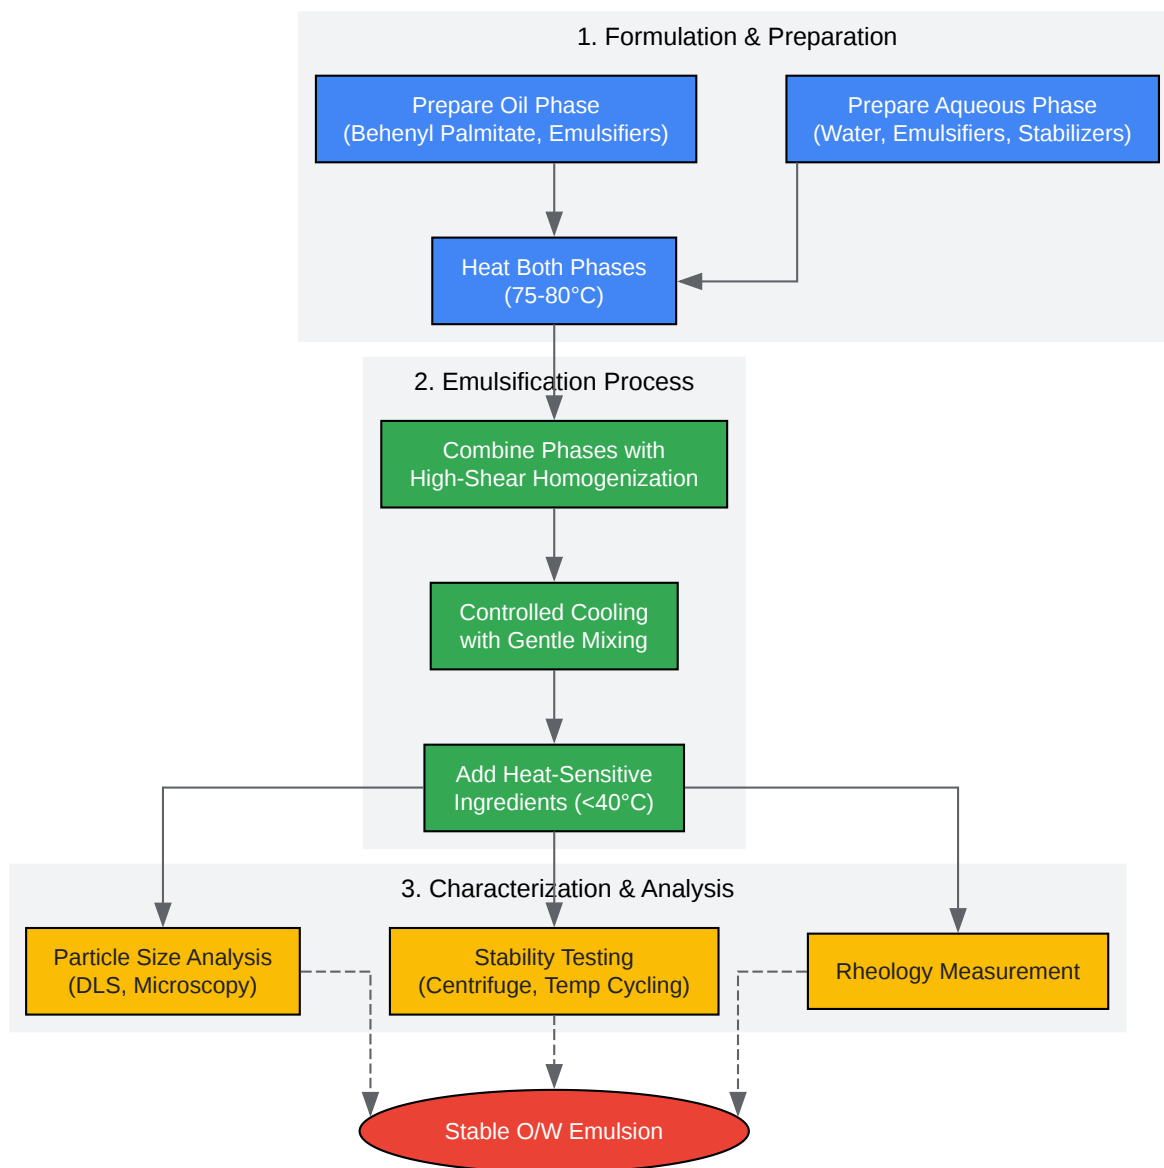 1. Formulation & Preparation
Prepare Oil Phase
(Behenyl Palmitate, Emulsifiers)
Prepare Aqueous Phase
(Water, Emulsifiers, Stabilizers)
Heat Both Phases
(75-80°C)
2. Emulsification Process
Combine Phases with
High-Shear Homogenization
Controlled Cooling
with Gentle Mixing
Add Heat-Sensitive
Ingredients (<40°C)
3. Characterization & Analysis
Particle Size Analysis
(DLS, Microscopy)
Stability Testing
(Centrifuge, Temp Cycling)
Rheology Measurement
Stable O/W Emulsion